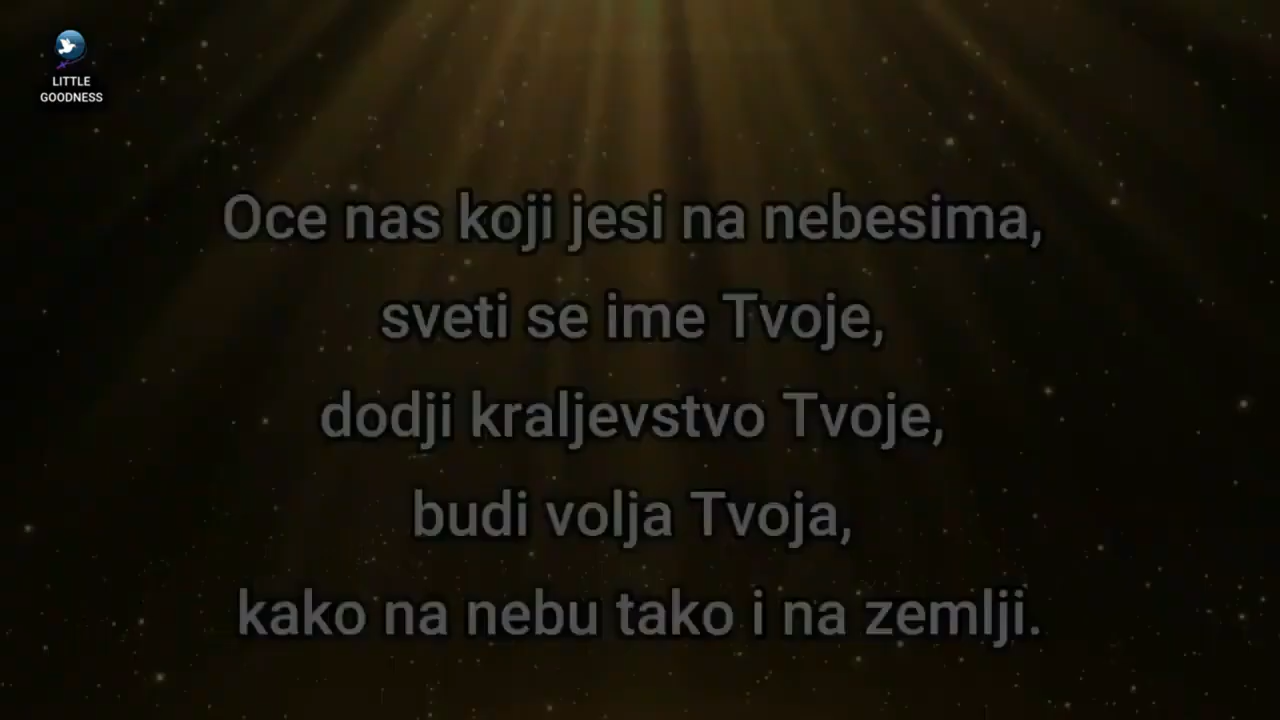 LITTLE
GOODNESS
Oce nas koji jesi na nebesima,
sveti se ime Tvoje,
dodji kraljevstvo Tvoje,
budi volja Tvoja,
kako na nebu tako i na zemlji.